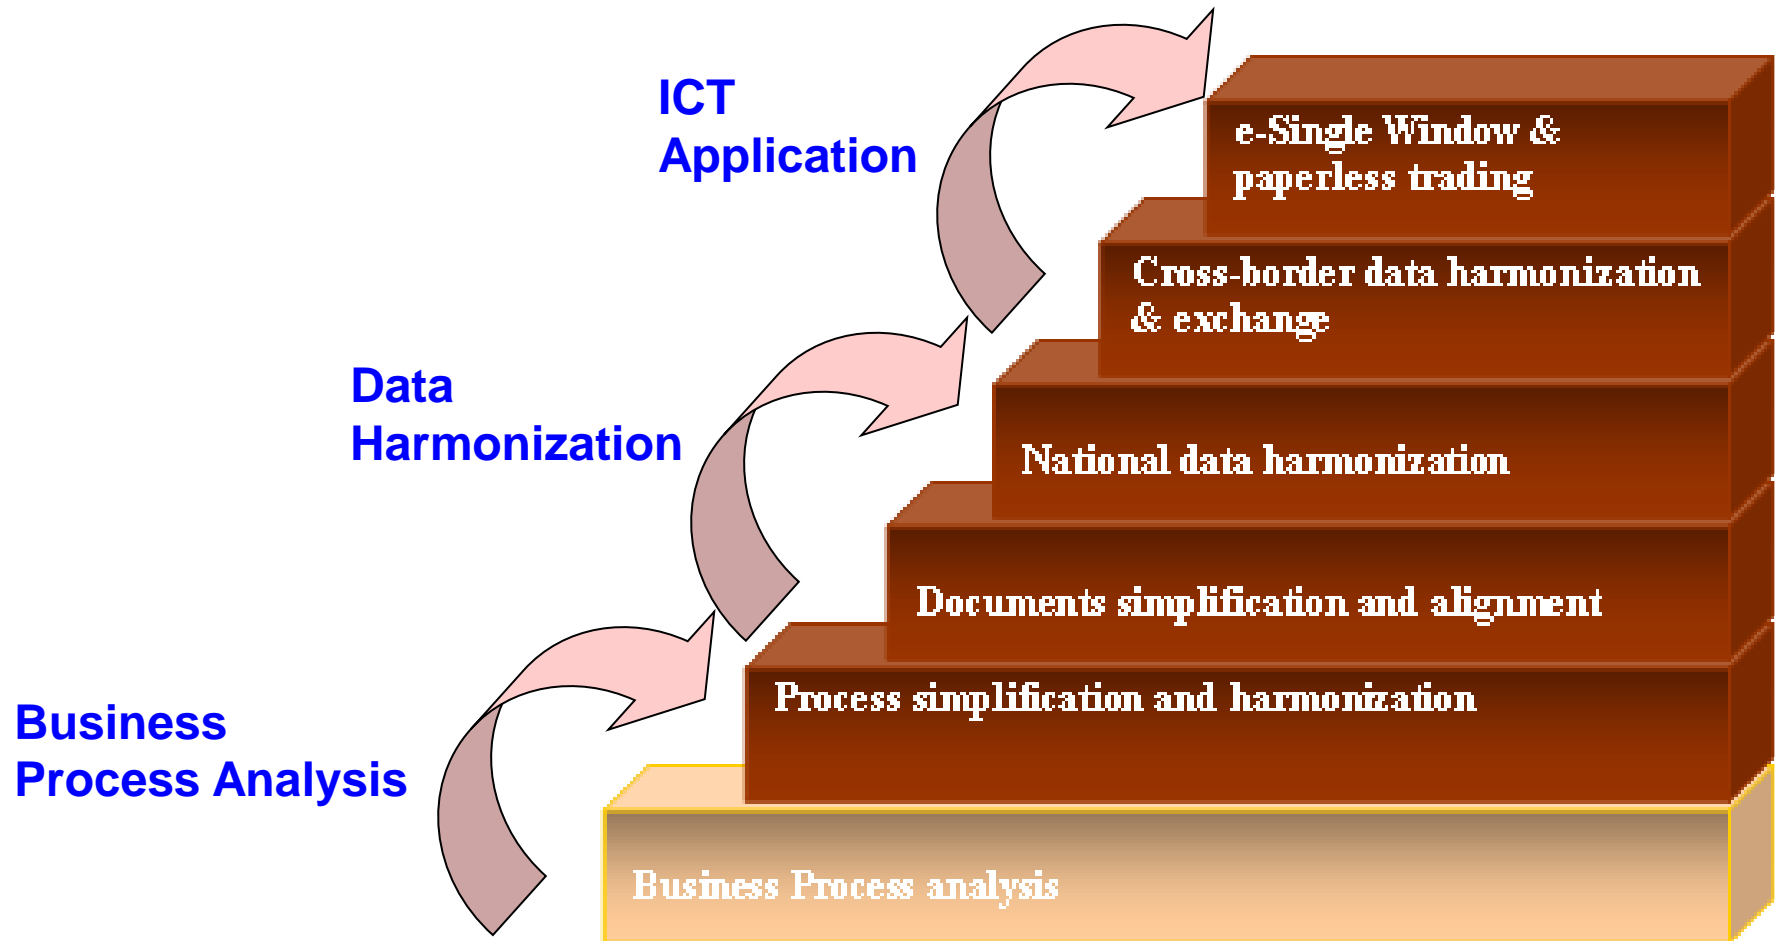 ICT
Application
e-Single Window &
paperless trading
Cross-border data harmonization
& exchange
Data
Harmonization
National data harmonization
Documents simplification and alignment
Process simplification and harmonization
Business
Process Analysis
Business Process analysis